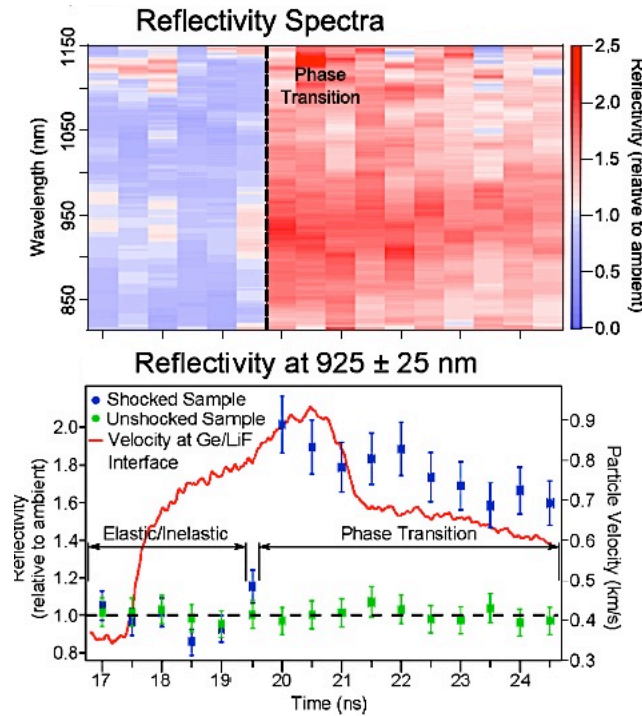 Reflectivity Spectra
Wavelength (nm)
1150
1050
950
850
Phase
Transition
2.5
2.0
1.5
1.0
0.5
0.0
Reflectivity
(relative to ambient)
Reflectivity at 925 ± 25 nm
Shocked Sample
Unshocked Sample
Velocity at Ge/LiF
Interface
Elastic/Inelastic
Phase Transition
Reflectivity
(relative to ambient)
2.0
1.8
1.6
1.4
1.2
1.0
0.8
0.9
0.8
0.7
0.6
0.5
0.4
0.3
Particle Velocity (km/s)
17 18 19 20 21 22 23 24
Time (ns)